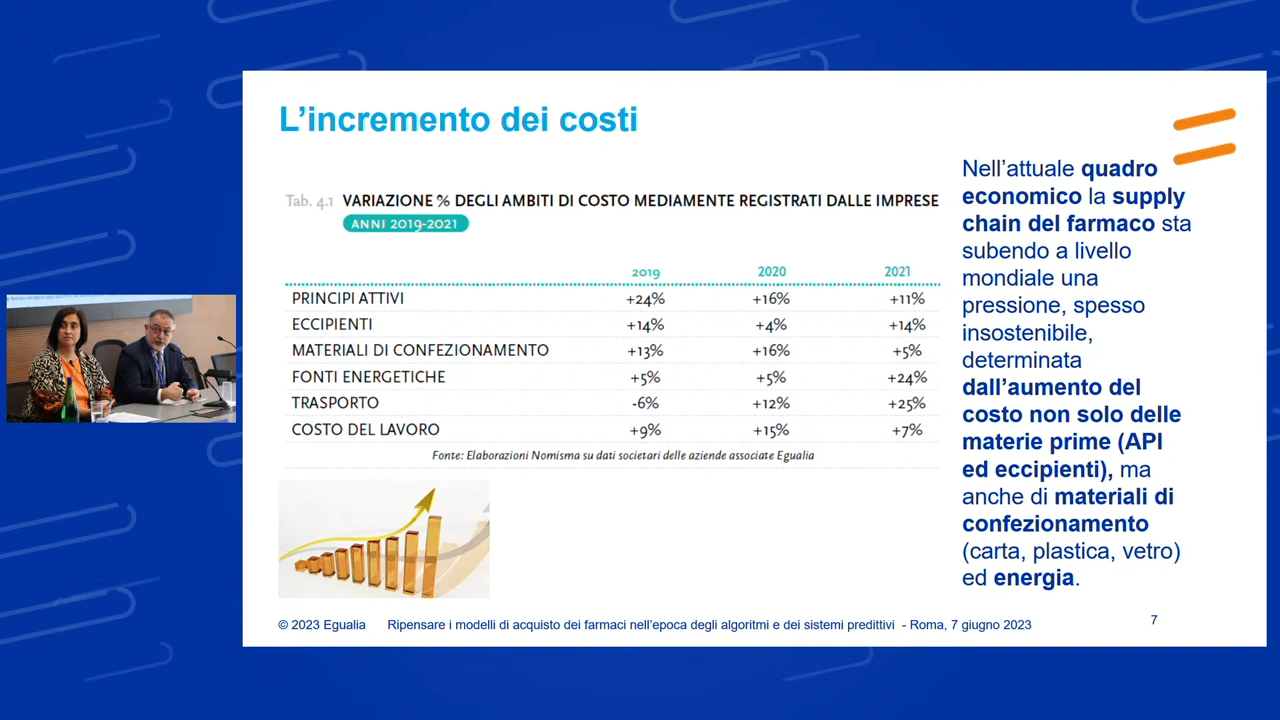 L'incremento dei costi
Tab. 4.1 VARIAZIONE % DEGLI AMBITI DI COSTO MEDIAMENTE REGISTRATI DALLE IMPRESE
ANNI 2019-2021
2019 2020 2021
PRINCIPI ATTIVI +24% +16% +11%
ECCIPIENTI +14% +4% +14%
MATERIALI DI CONFEZIONAMENTO +13% +16% +5%
FONTI ENERGETICHE +5% +5% +24%
TRASPORTO -6% +12% +25%
COSTO DEL LAVORO +9% +15% +7%
Fonte: Elaborazioni Nomisma su dati societari delle aziende associate Egualia
Nell'attuale quadro
economico la supply
chain del farmaco sta
subendo a livello
mondiale una
pressione, spesso
insostenibile,
determinata
dall'aumento del
costo non solo delle
materie prime (API
ed eccipienti), ma
anche di materiali di
confezionamento
(carta, plastica, vetro)
ed energia.
© 2023 Egualia Ripensare i modelli di acquisto dei farmaci nell'epoca degli algoritmi e dei sistemi predittivi - Roma, 7 giugno 2023
7